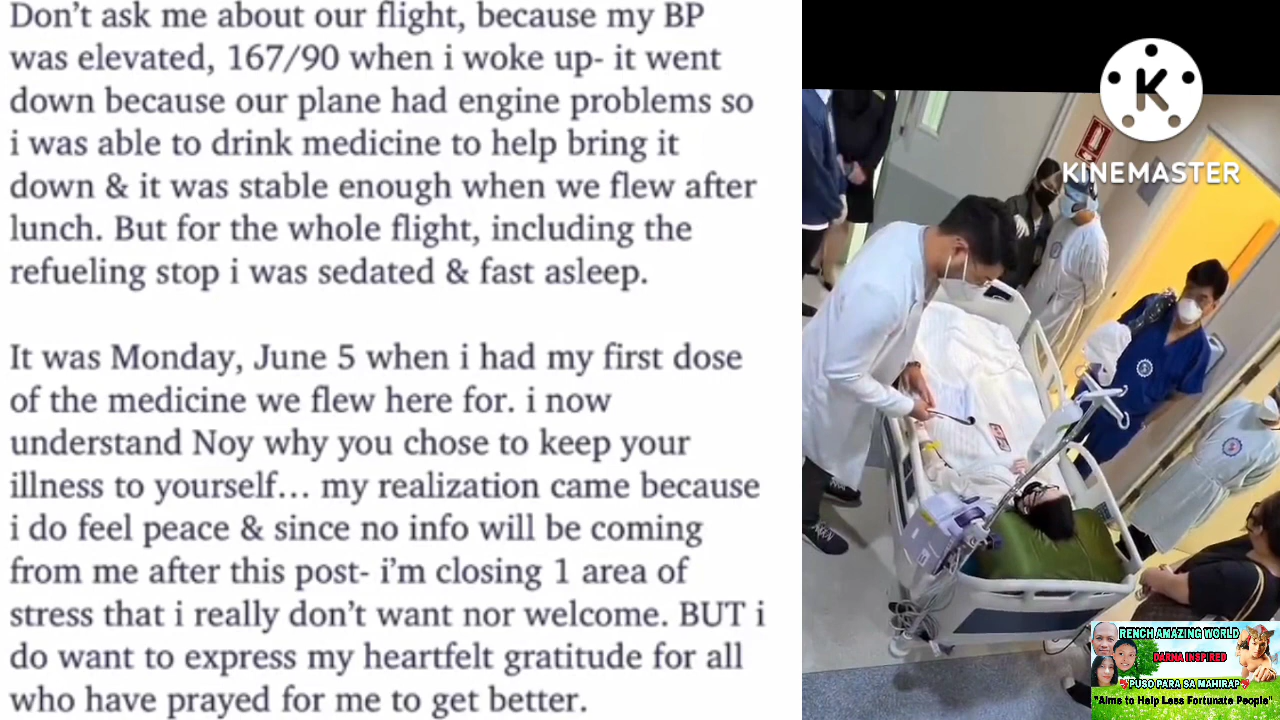 Don't ask me about our flight, because my BP
was elevated, 167/90 when i woke up- it went
down because our plane had engine problems so
i was able to drink medicine to help bring it
down & it was stable enough when we flew after
lunch. But for the whole flight, including the
refueling stop i was sedated & fast asleep.
It was Monday, June 5 when i had my first dose
of the medicine we flew here for. i now
understand Noy why you chose to keep your
illness to yourself... my realization came because
i do feel peace & since no info will be coming
from me after this post- i'm closing 1 area of
stress that i really don't want nor welcome. BUT i
do want to express my heartfelt gratitude for all
who have prayed for me to get better.
K
KINEMASTER
RENCH AMAZING WORLD
DARNA INSPIRED
PUSO PARA SA MAHIRAP
"Aims to Help Less Fortunate People"